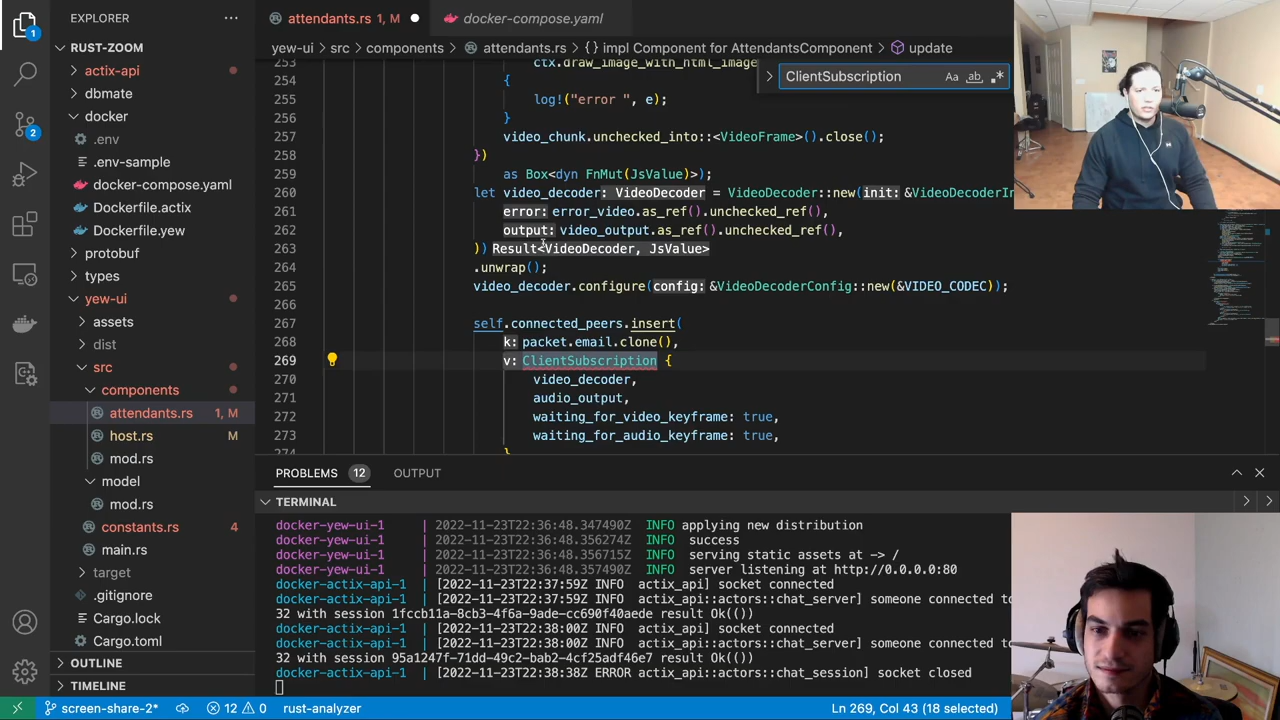 EXPLORER
RUST-ZOOM
actix-api
dbmate
docker
.env
.env-sample
docker-compose.yaml
Dockerfile.actix
Dockerfile.yew
protobuf
types
yew-ui
assets
dist
src
components
attendants.rs 1, M
host.rs M
mod.rs
model
mod.rs
constants.rs 4
main.rs
target
.gitignore
Cargo.lock
Cargo.toml
OUTLINE
TIMELINE
1
2
attendants.rs 1, M
docker-compose.yaml
yew-ui > src > components > attendants.rs > {} impl Component for AttendantsComponent > update
ClientSubscription Aa ab .*
253 ctx.draw_image_with_html_image
254 {
255 log!("error ", e);
256 }
257 video_chunk.unchecked_into::<VideoFrame>().close();
258 })
259 as Box<dyn FnMut(JsValue)>);
260 let video_decoder: VideoDecoder = VideoDecoder::new(init: &VideoDecoderIn
261 error: error_video.as_ref().unchecked_ref(),
262 output: video_output.as_ref().unchecked_ref(),
263 )) Result<VideoDecoder, JsValue>
264 .unwrap();
265 video_decoder.configure(config: &VideoDecoderConfig::new(&VIDEO_CODEC));
266
267 self.connected_peers.insert(
268 k: packet.email.clone(),
269 v: ClientSubscription {
270 video_decoder,
271 audio_output,
272 waiting_for_video_keyframe: true,
273 waiting_for_audio_keyframe: true,
274 }
PROBLEMS 12 OUTPUT
TERMINAL
docker-yew-ui-1 | 2022-11-23T22:36:48.347490Z INFO applying new distribution
docker-yew-ui-1 | 2022-11-23T22:36:48.356274Z INFO success
docker-yew-ui-1 | 2022-11-23T22:36:48.356715Z INFO serving static assets at -> /
docker-yew-ui-1 | 2022-11-23T22:36:48.357579Z INFO server listening at http://0.0.0.0:80
docker-actix-api-1 | [2022-11-23T22:37:59Z INFO actix_api] socket connected
docker-actix-api-1 | [2022-11-23T22:37:59Z INFO actix_api::actors::chat_server] someone connected to
32 with session 1fccb11a-8cb3-4f6a-9ade-cc690f40aede result Ok(())
docker-actix-api-1 | [2022-11-23T22:38:00Z INFO actix_api] socket connected
docker-actix-api-1 | [2022-11-23T22:38:00Z INFO actix_api::actors::chat_server] someone connected to
32 with session 95a1247f-71dd-49c2-bab2-4cf25adf46e7 result Ok(())
docker-actix-api-1 | [2022-11-23T22:38:38Z ERROR actix_api::actors::chat_session] socket closed
screen-share-2* 12 0 rust-analyzer Ln 269, Col 43 (18 selected)